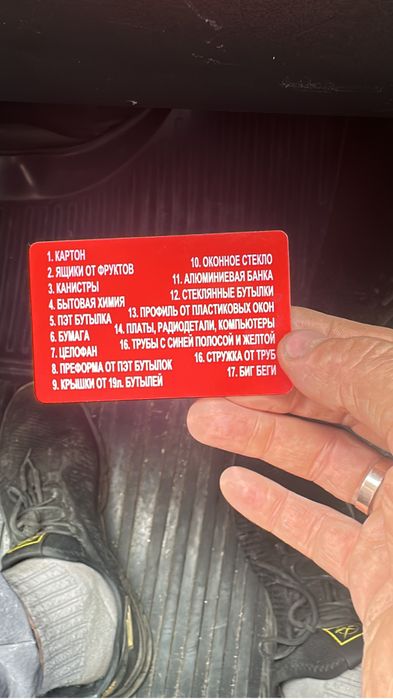 1. КАРТОН
2. ЯЩИКИ ОТ ФРУКТОВ
3. КАНИСТРЫ
4. БЫТОВАЯ ХИМИЯ
5. ПЭТ БУТЫЛКА
6. БУМАГА
7. ЦЕЛОФАН
8. ПРЕФОРМА ОТ ПЭТ БУТЫЛОК
9. КРЫШКИ ОТ 19л. БУТЫЛЕЙ
10. ОКОННОЕ СТЕКЛО
11. АЛЮМИНИЕВАЯ БАНКА
12. СТЕКЛЯННЫЕ БУТЫЛКИ
13. ПРОФИЛЬ ОТ ПЛАСТИКОВЫХ ОКОН
14. ПЛАТЫ, РАДИОДЕТАЛИ, КОМПЬЮТЕРЫ
16. ТРУБЫ С СИНЕЙ ПОЛОСОЙ И ЖЕЛТОЙ
16. СТРУЖКА ОТ ТРУБ
17. БИГ БЕГИ